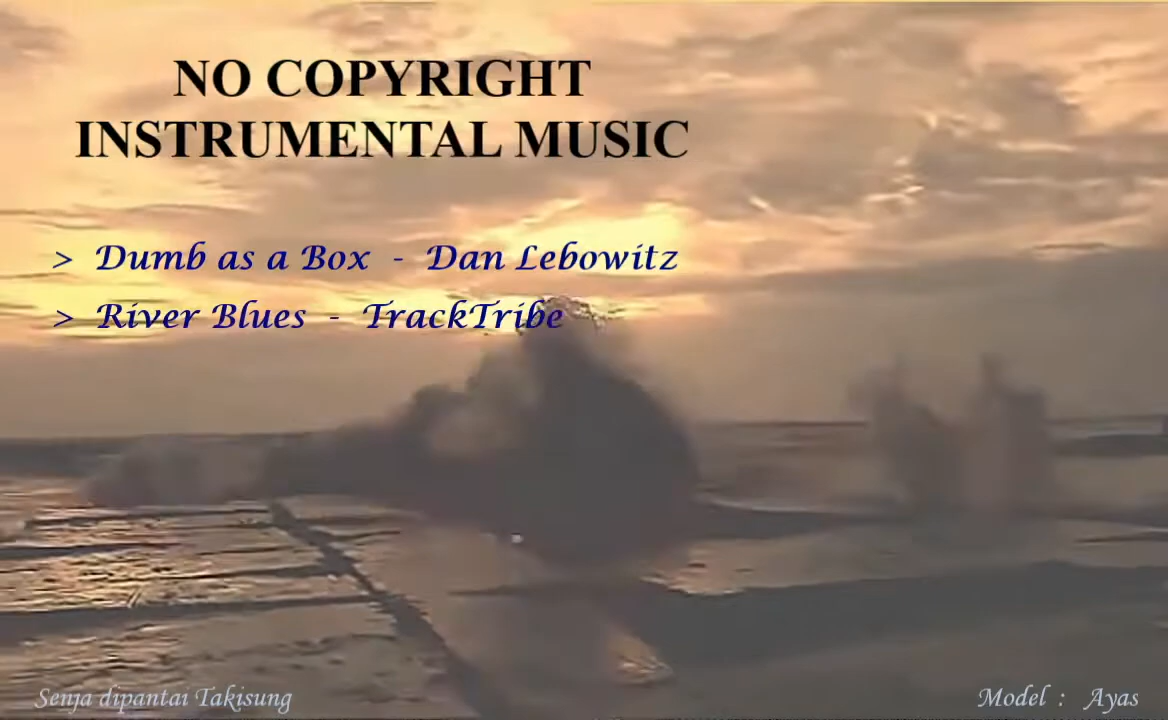 NO COPYRIGHT
INSTRUMENTAL MUSIC
> Dumb as a Box - Dan Lebowitz
> River Blues - TrackTribe
Senja dipantai Takisung
Model : Ayas